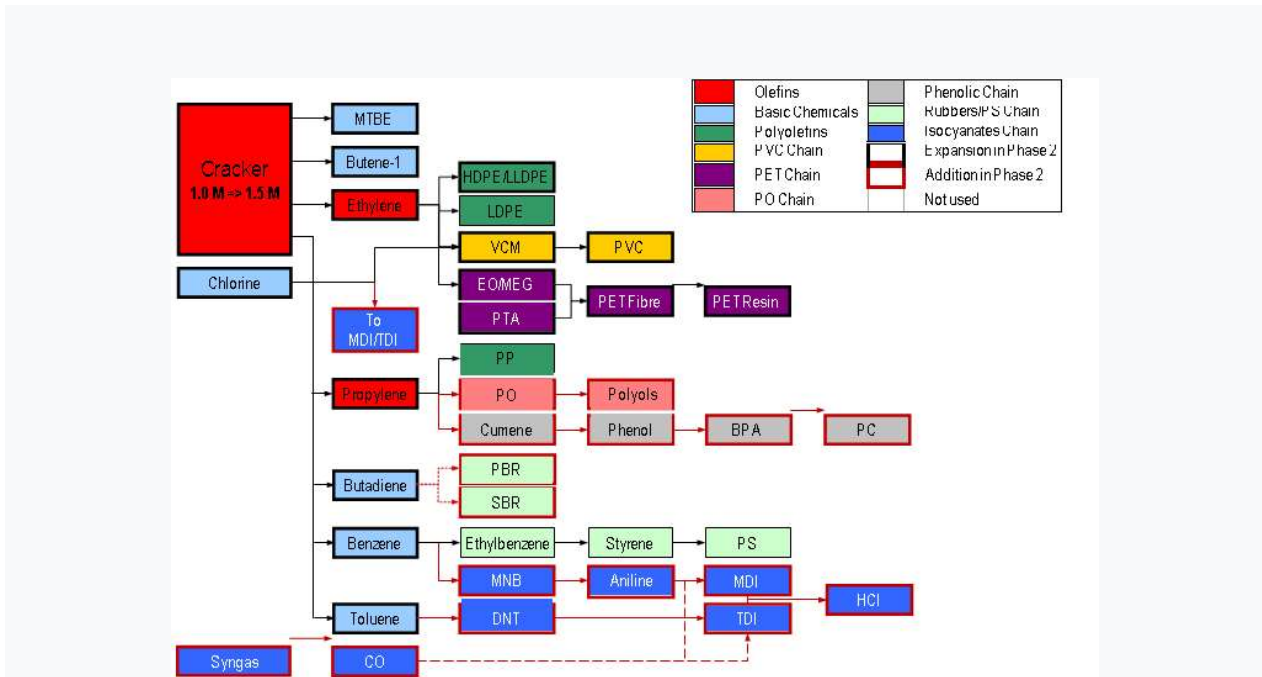 Olefins
Basic Chemicals
Polyolefins
PVC Chain
PET Chain
PO Chain
Phenolic Chain
Rubbers/PS Chain
Isocyanates Chain
Expansion in Phase 2
Addition in Phase 2
Not used
Cracker
1.0 M => 1.5 M
MTBE
Butene-1
Ethylene
HDPE/LLDPE
LDPE
VCM
PVC
Chlorine
EO/MEG
PTA
PET Fibre
PET Resin
To
MDI/TDI
PP
Propylene
PO
Polyols
Cumene
Phenol
BPA
PC
PBR
Butadiene
SBR
Benzene
Ethylbenzene
Styrene
PS
MNB
Aniline
MDI
HCl
Toluene
DNT
TDI
Syngas
CO